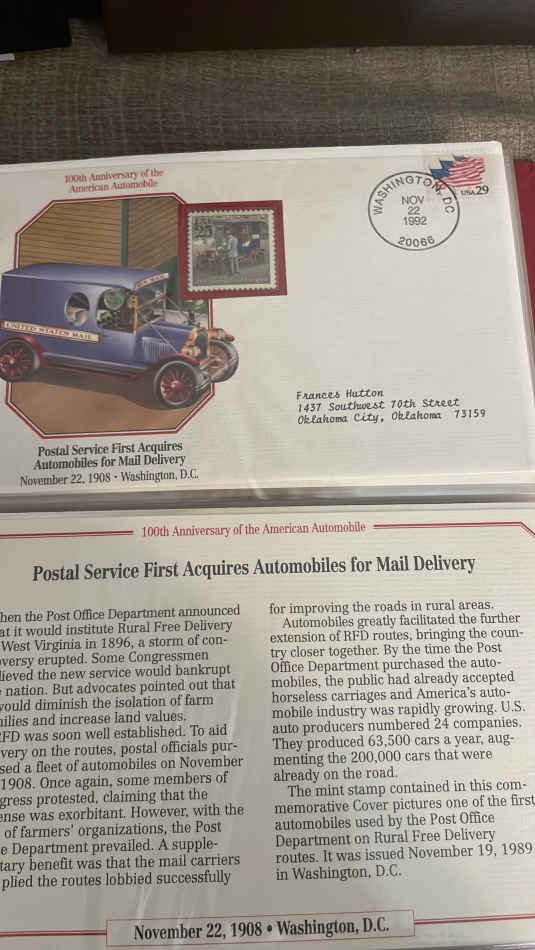 100th Anniversary of the
American Automobile
USA 29
WASHINGTON, DC
NOV
22
1992
20066
25
U.S. MAIL
UNITED STATES MAIL
Frances Hutton
1437 Southwest 70th Street
Oklahoma City, Oklahoma 73159
Postal Service First Acquires
Automobiles for Mail Delivery
November 22, 1908 • Washington, D.C.
100th Anniversary of the American Automobile
Postal Service First Acquires Automobiles for Mail Delivery
hen the Post Office Department announced
at it would institute Rural Free Delivery
West Virginia in 1896, a storm of con-
versy erupted. Some Congressmen
lieved the new service would bankrupt
nation. But advocates pointed out that
would diminish the isolation of farm
milies and increase land values.
RFD was soon well established. To aid
very on the routes, postal officials pur-
sed a fleet of automobiles on November
1908. Once again, some members of
gress protested, claiming that the
ense was exorbitant. However, with the
of farmers' organizations, the Post
e Department prevailed. A supple-
tary benefit was that the mail carriers
plied the routes lobbied successfully
for improving the roads in rural areas.
Automobiles greatly facilitated the further
extension of RFD routes, bringing the coun-
try closer together. By the time the Post
Office Department purchased the auto-
mobiles, the public had already accepted
horseless carriages and America's auto-
mobile industry was rapidly growing. U.S.
auto producers numbered 24 companies.
They produced 63,500 cars a year, aug-
menting the 200,000 cars that were
already on the road.
The mint stamp contained in this com-
memorative Cover pictures one of the first
automobiles used by the Post Office
Department on Rural Free Delivery
routes. It was issued November 19, 1989
in Washington, D.C.
November 22, 1908 • Washington, D.C.